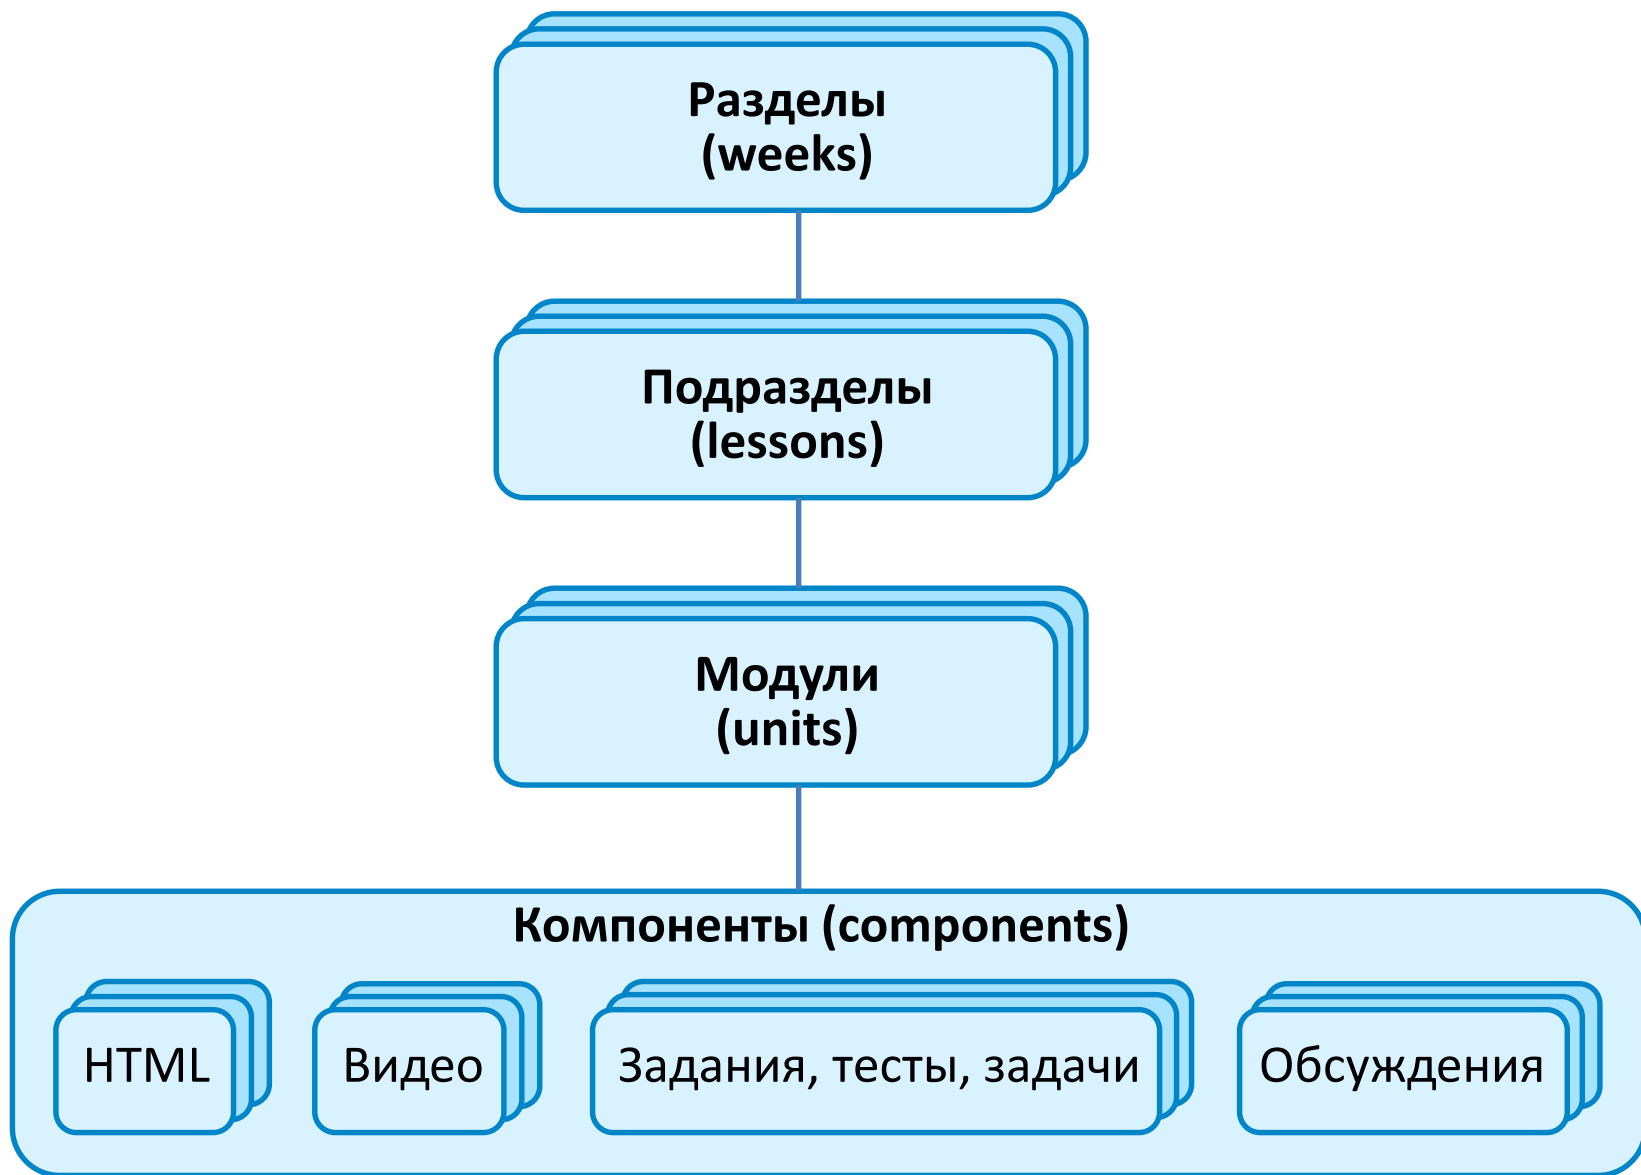 Разделы
(weeks)
Подразделы
(lessons)
Модули
(units)
Компоненты (components)
HTML
Видео
Задания, тесты, задачи
Обсуждения